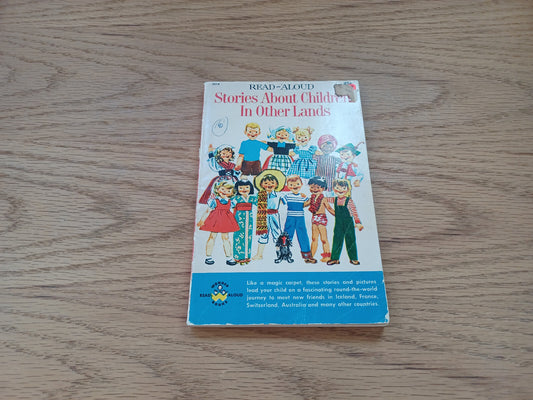 READ-ALOUD
Stories About Children
In Other Lands
Like a magic carpet, these stories and pictures
lead your child on a fascinating round-the-world
journey to meet new friends in Iceland, France,
Switzerland, Australia and many other countries.
WONDER
READ ALOUD
BOOKS